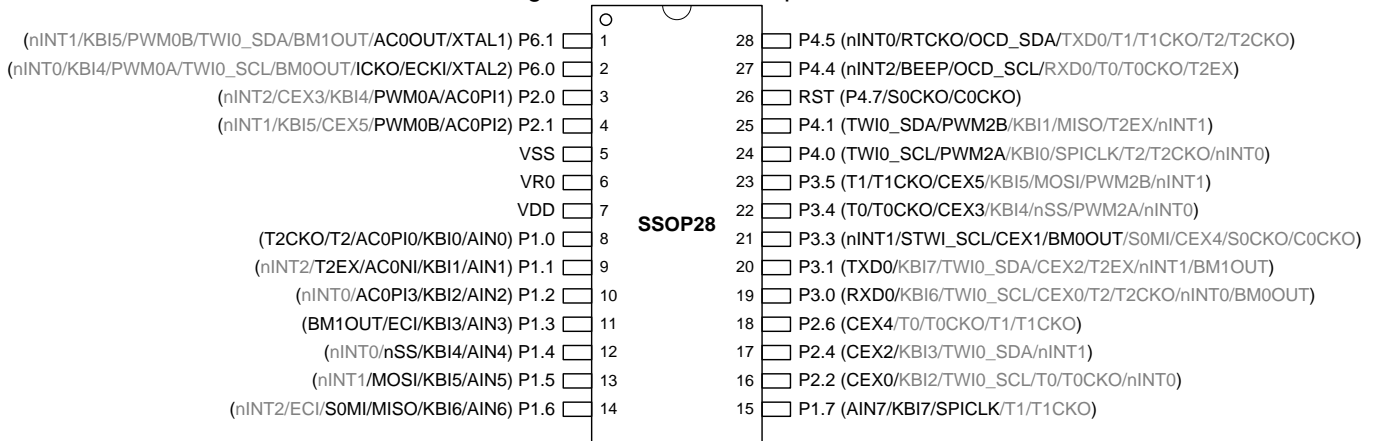 (nINT1/KBI5/PWM0B/TWI0_SDA/BM1OUT/AC0OUT/XTAL1) P6.1 1 28 P4.5 (nINT0/RTCKO/OCD_SDA/TXD0/T1/T1CKO/T2/T2CKO)
(nINT0/KBI4/PWM0A/TWI0_SCL/BM0OUT/ICKO/ECKI/XTAL2) P6.0 2 27 P4.4 (nINT2/BEEP/OCD_SCL/RXD0/T0/T0CKO/T2EX)
(nINT2/CEX3/KBI4/PWM0A/AC0PI1) P2.0 3 26 RST (P4.7/S0CKO/C0CKO)
(nINT1/KBI5/CEX5/PWM0B/AC0PI2) P2.1 4 25 P4.1 (TWI0_SDA/PWM2B/KBI1/MISO/T2EX/nINT1)
VSS 5 24 P4.0 (TWI0_SCL/PWM2A/KBI0/SPICLK/T2/T2CKO/nINT0)
VR0 6 23 P3.5 (T1/T1CKO/CEX5/KBI5/MOSI/PWM2B/nINT1)
VDD 7 22 P3.4 (T0/T0CKO/CEX3/KBI4/nSS/PWM2A/nINT0)
SSOP28
(T2CKO/T2/AC0PI0/KBI0/AIN0) P1.0 8 21 P3.3 (nINT1/STWI_SCL/CEX1/BM0OUT/S0MI/CEX4/S0CKO/C0CKO)
(nINT2/T2EX/AC0NI/KBI1/AIN1) P1.1 9 20 P3.1 (TXD0/KBI7/TWI0_SDA/CEX2/T2EX/nINT1/BM1OUT)
(nINT0/AC0PI3/KBI2/AIN2) P1.2 10 19 P3.0 (RXD0/KBI6/TWI0_SCL/CEX0/T2/T2CKO/nINT0/BM0OUT)
(BM1OUT/ECI/KBI3/AIN3) P1.3 11 18 P2.6 (CEX4/T0/T0CKO/T1/T1CKO)
(nINT0/nSS/KBI4/AIN4) P1.4 12 17 P2.4 (CEX2/KBI3/TWI0_SDA/nINT1)
(nINT1/MOSI/KBI5/AIN5) P1.5 13 16 P2.2 (CEX0/KBI2/TWI0_SCL/T0/T0CKO/nINT0)
(nINT2/ECI/S0MI/MISO/KBI6/AIN6) P1.6 14 15 P1.7 (AIN7/KBI7/SPICLK/T1/T1CKO)